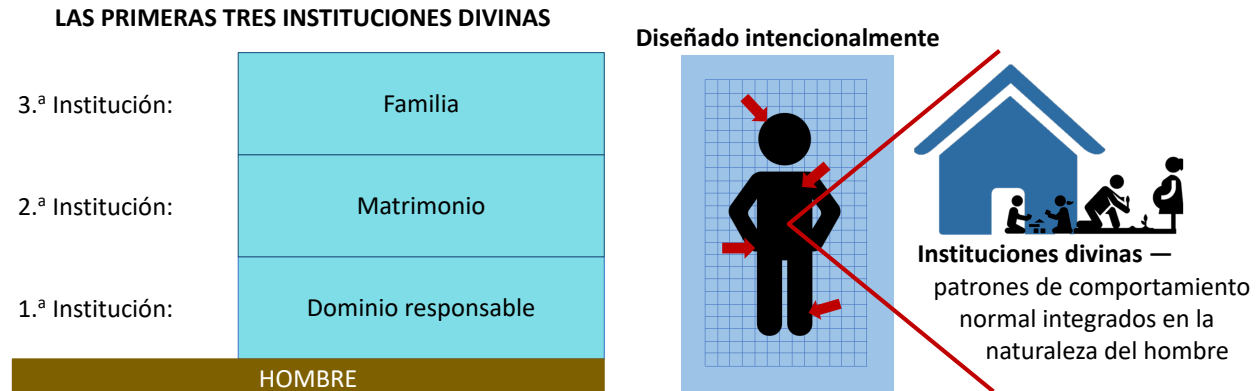 LAS PRIMERAS TRES INSTITUCIONES DIVINAS
3.ª Institución:
Familia
2.ª Institución:
Matrimonio
1.ª Institución:
Dominio responsable
HOMBRE
Diseñado intencionalmente
Instituciones divinas —
patrones de comportamiento
normal integrados en la
naturaleza del hombre